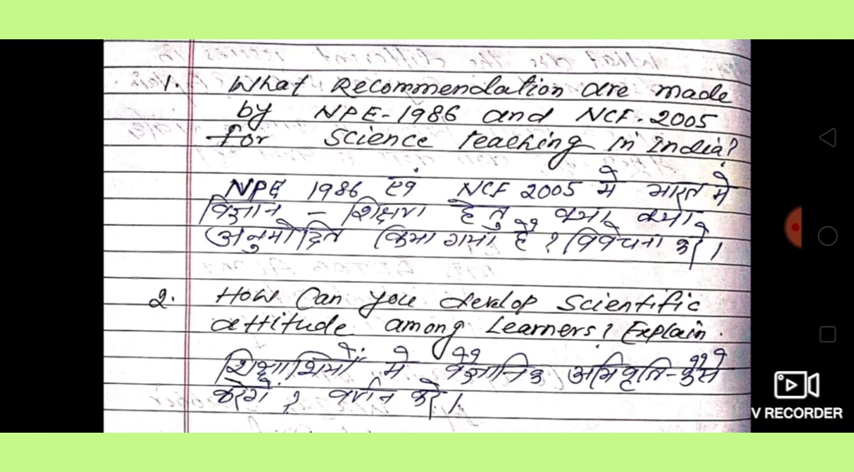 1. What Recommendation are made
by NPE-1986 and NCF-2005
for Science teaching in India?
NPE 1986 एवं NCF 2005 में भारत में
विज्ञान - शिक्षण हेतु क्या क्या
अनुमोदित किया गया है? विवेचना करें।
2. How Can you develop Scientific
attitude among Learners? Explain.
शिक्षार्थियों में वैज्ञानिक अभिवृति कैसे
करेंगे? वर्णन करें।
V RECORDER